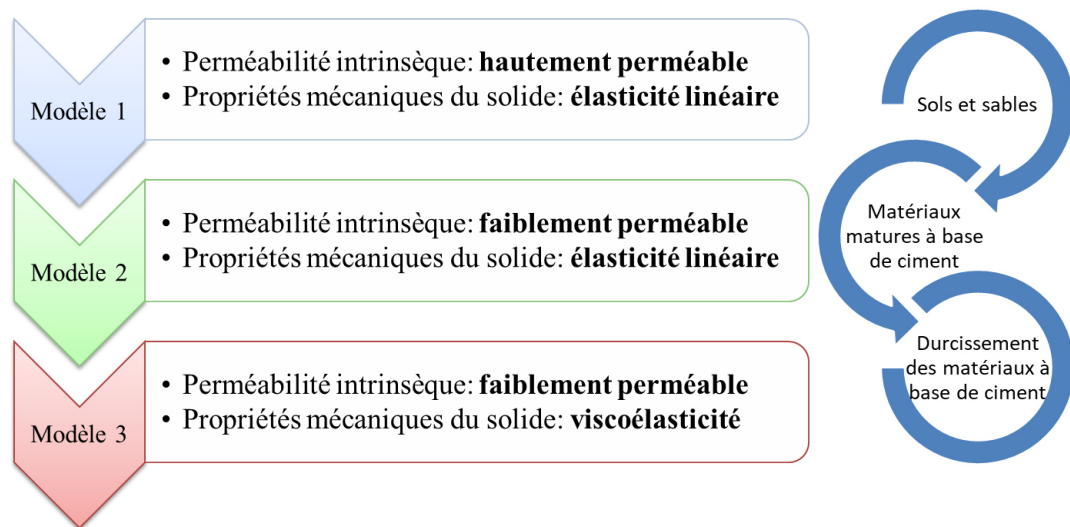 Modèle 1
• Perméabilité intrinsèque: hautement perméable
• Propriétés mécaniques du solide: élasticité linéaire
Sols et sables
Modèle 2
• Perméabilité intrinsèque: faiblement perméable
• Propriétés mécaniques du solide: élasticité linéaire
Matériaux
matures à base
de ciment
Modèle 3
• Perméabilité intrinsèque: faiblement perméable
• Propriétés mécaniques du solide: viscoélasticité
Durcissement
des matériaux à
base de ciment